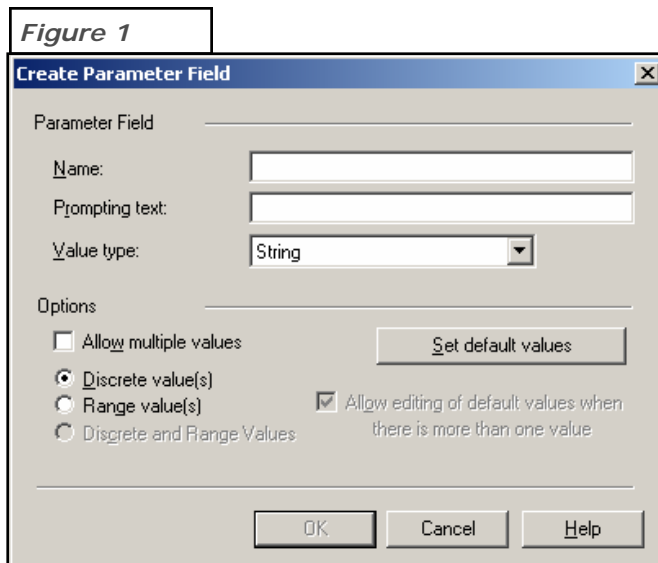 Figure 1
Create Parameter Field
Parameter Field
Name:
Prompting text:
Value type: String
Options
Allow multiple values
Set default values
Discrete value(s)
Range value(s)
Discrete and Range Values
Allow editing of default values when
there is more than one value
OK Cancel Help